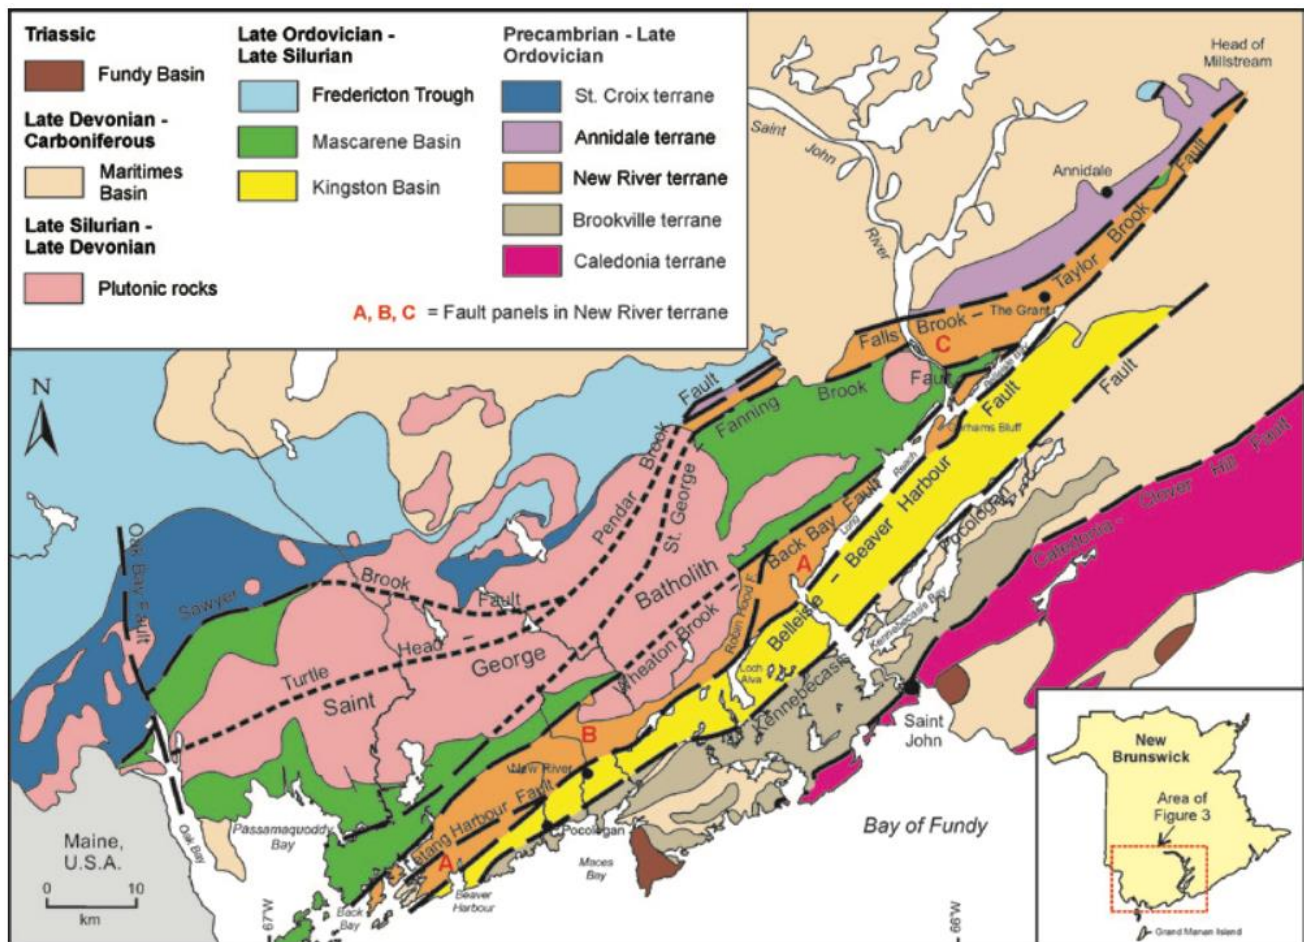 Triassic
Fundy Basin
Late Devonian -
Carboniferous
Maritimes
Basin
Late Silurian -
Late Devonian
Plutonic rocks
Late Ordovician -
Late Silurian
Fredericton Trough
Mascarene Basin
Kingston Basin
Precambrian - Late
Ordovician
St. Croix terrane
Annidale terrane
New River terrane
Brookville terrane
Caledonia terrane
A, B, C = Fault panels in New River terrane
Head of
Millstream
Saint
John
River
Annidale
Falls Brook - Taylor Brook Fault
The Grant
C
N
Fault
Fanning Brook Fault
Pendar Brook
St. George
Oak Bay Fault
Sawyer Brook Fault
Turtle Head
Saint George Batholith
Wheaton Brook
Robin Hood F.
Back Bay Fault
A
Long Reach
Belleisle - Beaver Harbour Fault
Kennebecasis - Pocologan Fault
Kennebecasis Bay
Caledonia - Clover Hill Fault
Loch
Alva
B
New River
Letang Harbour Fault
A
Pocologan
Maces
Bay
Beaver
Harbour
Back
Bay
Passamaquoddy
Bay
Oak Bay
Saint
John
Bay of Fundy
Maine,
U.S.A.
0 10
km
67°W
66°W
New
Brunswick
Area of
Figure 3
Grand Manan Island